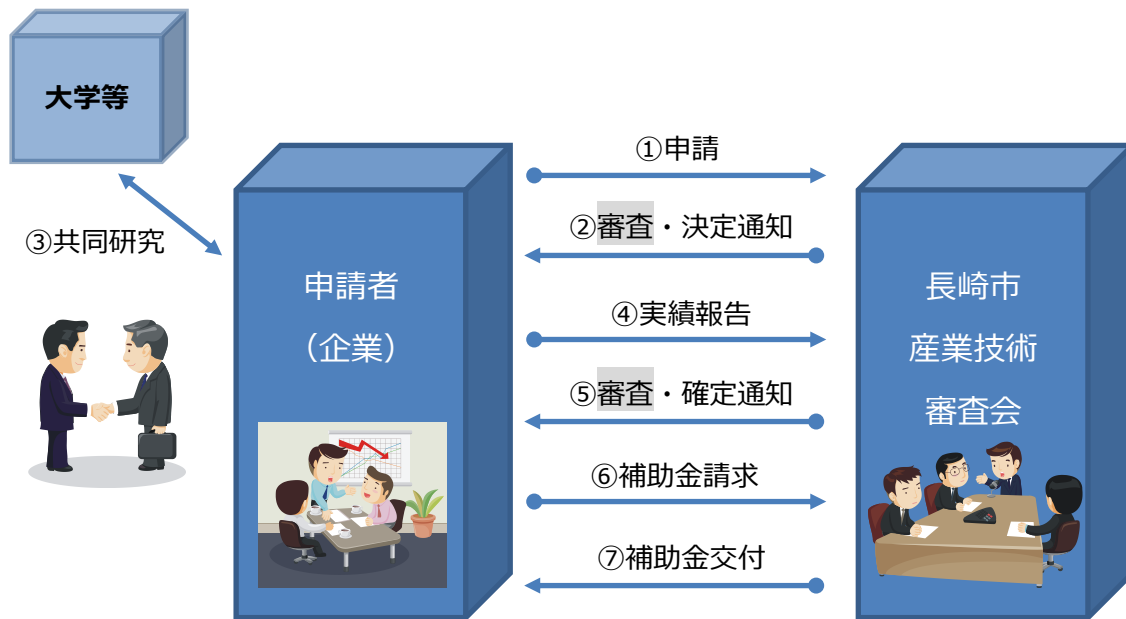 大学等
①申請
②審査・決定通知
③共同研究
申請者
（企業）
長崎市
産業技術
審査会
④実績報告
⑤審査・確定通知
⑥補助金請求
⑦補助金交付